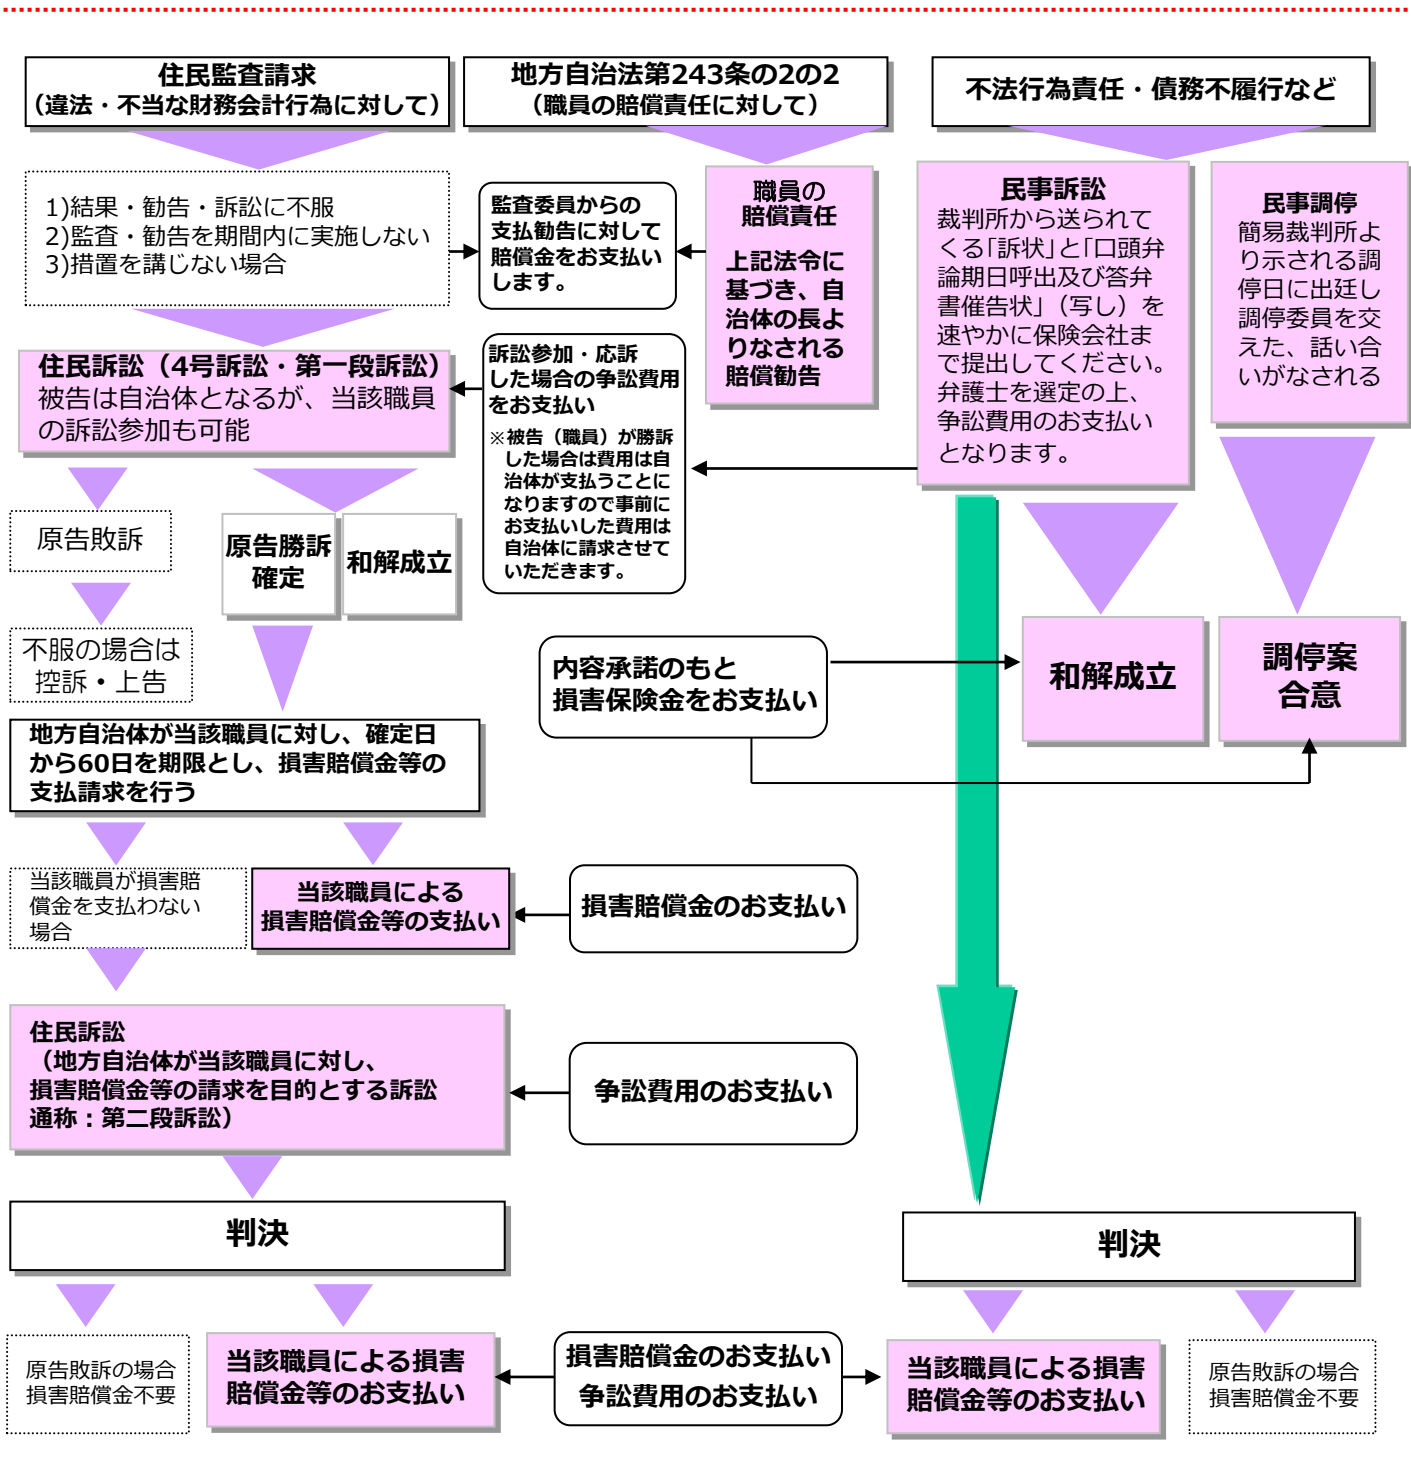 住民監査請求
（違法・不当な財務会計行為に対して）
地方自治法第243条の2の2
（職員の賠償責任に対して）
不法行為責任・債務不履行など
1)結果・勧告・訴訟に不服
2)監査・勧告を期間内に実施しない
3)措置を講じない場合
監査委員からの
支払勧告に対して
賠償金をお支払い
します。
職員の
賠償責任
上記法令に
基づき、自
治体の長よ
りなされる
賠償勧告
民事訴訟
裁判所から送られて
くる「訴状」と「口頭弁
論期日呼出及び答弁
書催告状」（写し）を
速やかに保険会社ま
で提出してください。
弁護士を選定の上、
争訟費用のお支払い
となります。
民事調停
簡易裁判所よ
り示される調
停日に出廷し
調停委員を交
えた、話い合
いがなされる
住民訴訟（4号訴訟・第一段訴訟）
被告は自治体となるが、当該職員
の訴訟参加も可能
訴訟参加・応訴
した場合の争訟費用
をお支払い
※被告（職員）が勝訴
した場合は費用は自
治体が支払うことに
なりますので事前に
お支払いした費用は
自治体に請求させて
いただきます。
原告敗訴
原告勝訴
確定
和解成立
不服の場合は
控訴・上告
内容承諾のもと
損害保険金をお支払い
和解成立
調停案
合意
地方自治体が当該職員に対し、確定日
から60日を期限とし、損害賠償金等の
支払請求を行う
当該職員が損害賠
償金を支払わない
場合
当該職員による
損害賠償金等の支払い
損害賠償金のお支払い
住民訴訟
（地方自治体が当該職員に対し、
損害賠償金等の請求を目的とする訴訟
通称：第二段訴訟）
争訟費用のお支払い
判決
判決
原告敗訴の場合
損害賠償金不要
当該職員による損害
賠償金等のお支払い
損害賠償金のお支払い
争訟費用のお支払い
当該職員による損害
賠償金等のお支払い
原告敗訴の場合
損害賠償金不要